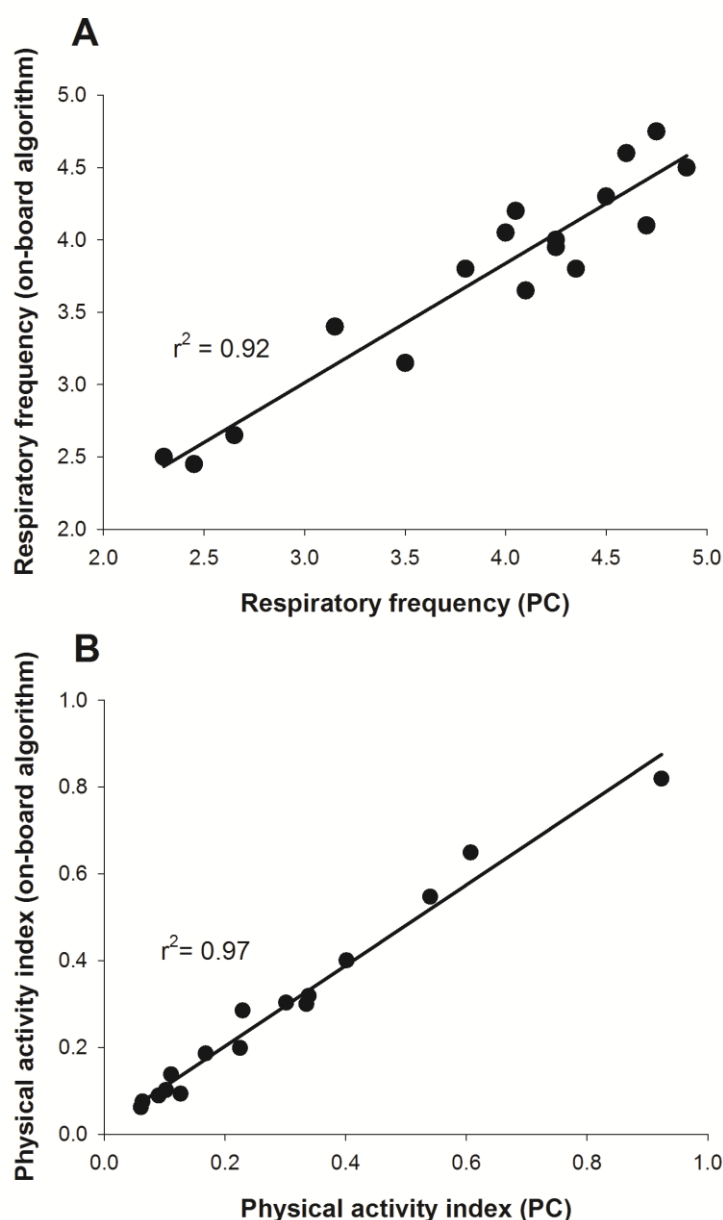 A
Respiratory frequency (on-board algorithm)
5.0
4.5
4.0
3.5
3.0
2.5
2.0
r² = 0.92
2.0 2.5 3.0 3.5 4.0 4.5 5.0
Respiratory frequency (PC)
B
Physical activity index (on-board algorithm)
1.0
0.8
0.6
0.4
0.2
0.0
r²= 0.97
0.0 0.2 0.4 0.6 0.8 1.0
Physical activity index (PC)